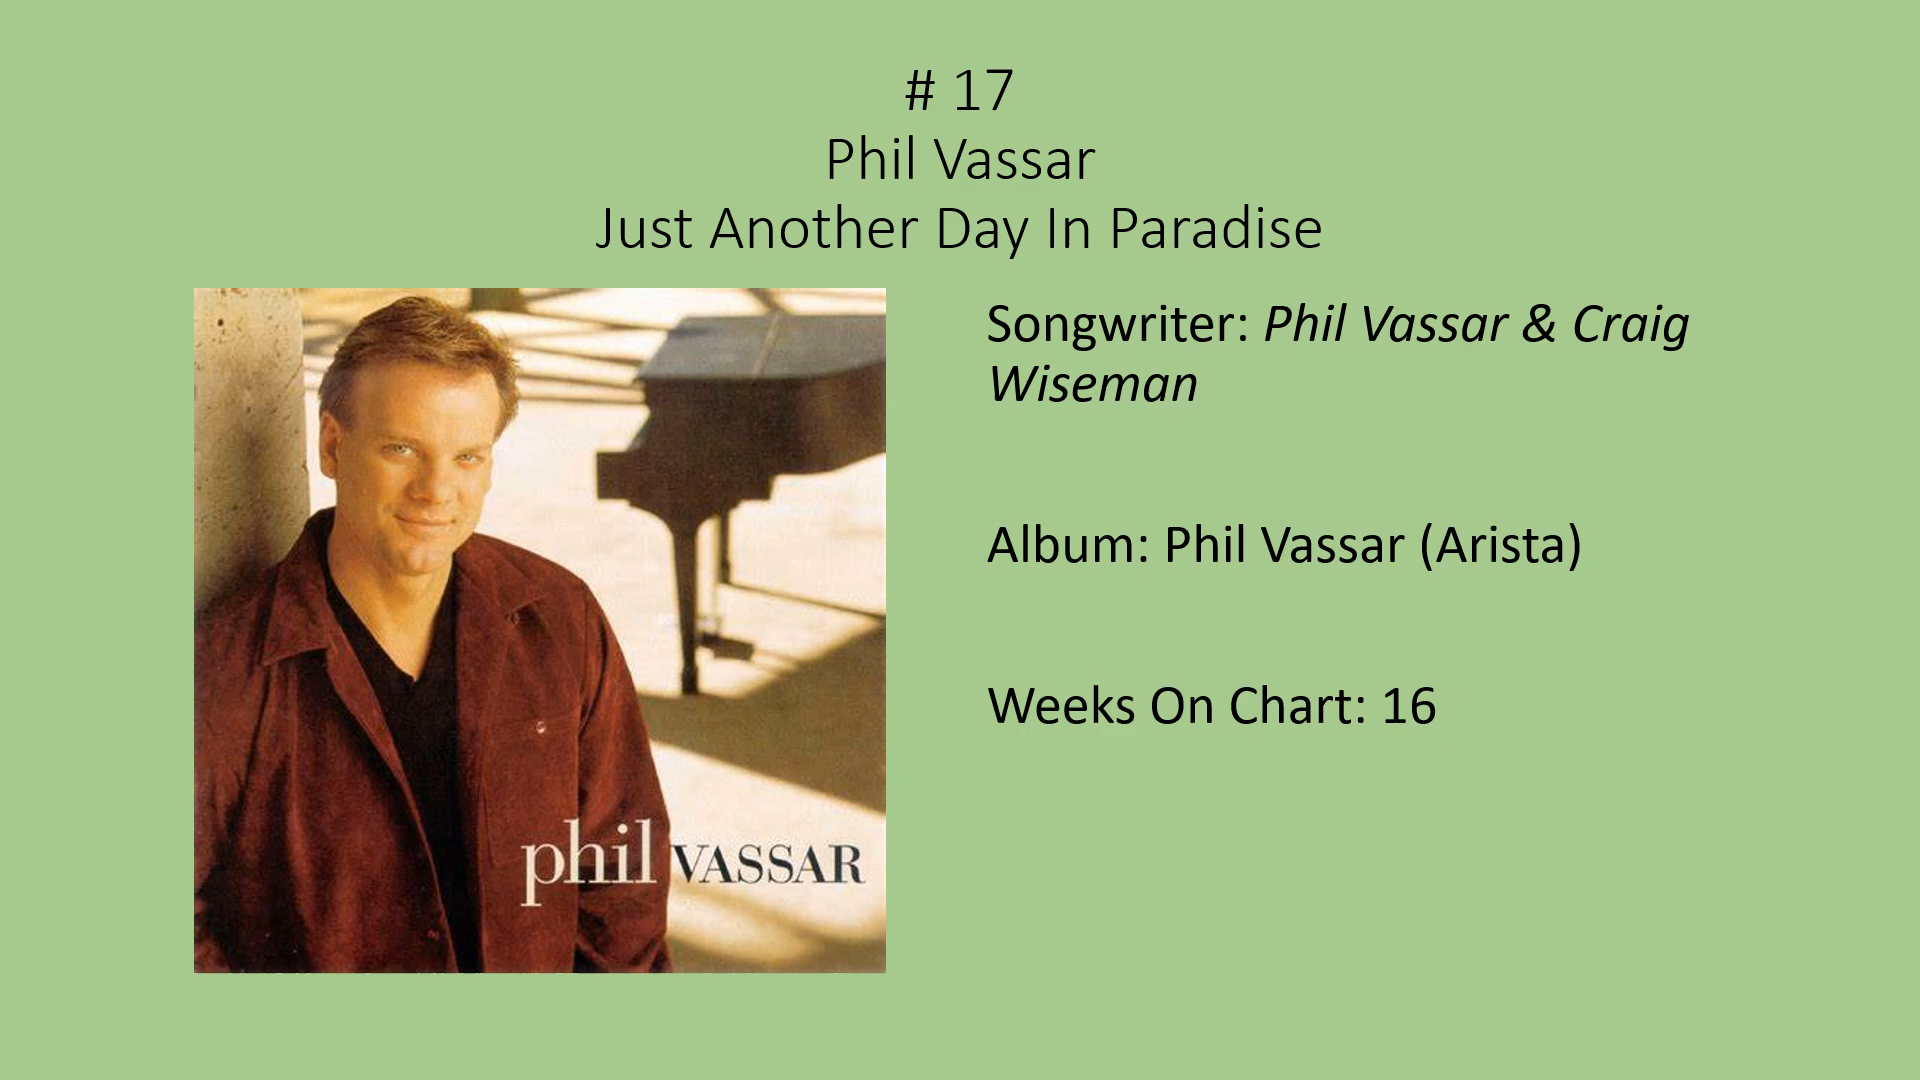 # 17
Phil Vassar
Just Another Day In Paradise
Songwriter: Phil Vassar & Craig
Wiseman
Album: Phil Vassar (Arista)
Weeks On Chart: 16
phil VASSAR